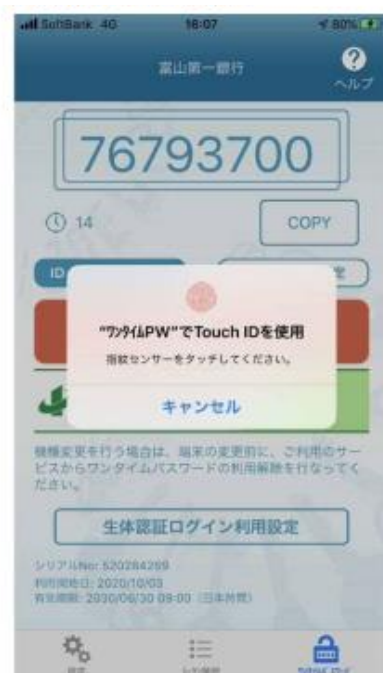 SoftBank 4G 16:07 80%
富山第一銀行
ヘルプ
76793700
14
COPY
ID
定
"ワンタイムPW"でTouch IDを使用
指紋センサーをタッチしてください。
キャンセル
機種変更を行う場合は、端末の変更前に、ご利用のサー
ビスからワンタイムパスワードの利用解除を行なってく
ださい。
生体認証ログイン利用設定
シリアルNo: 520284269
利用開始日: 2020/10/03
有効期限: 2030/06/30 09:00 (日本時間)